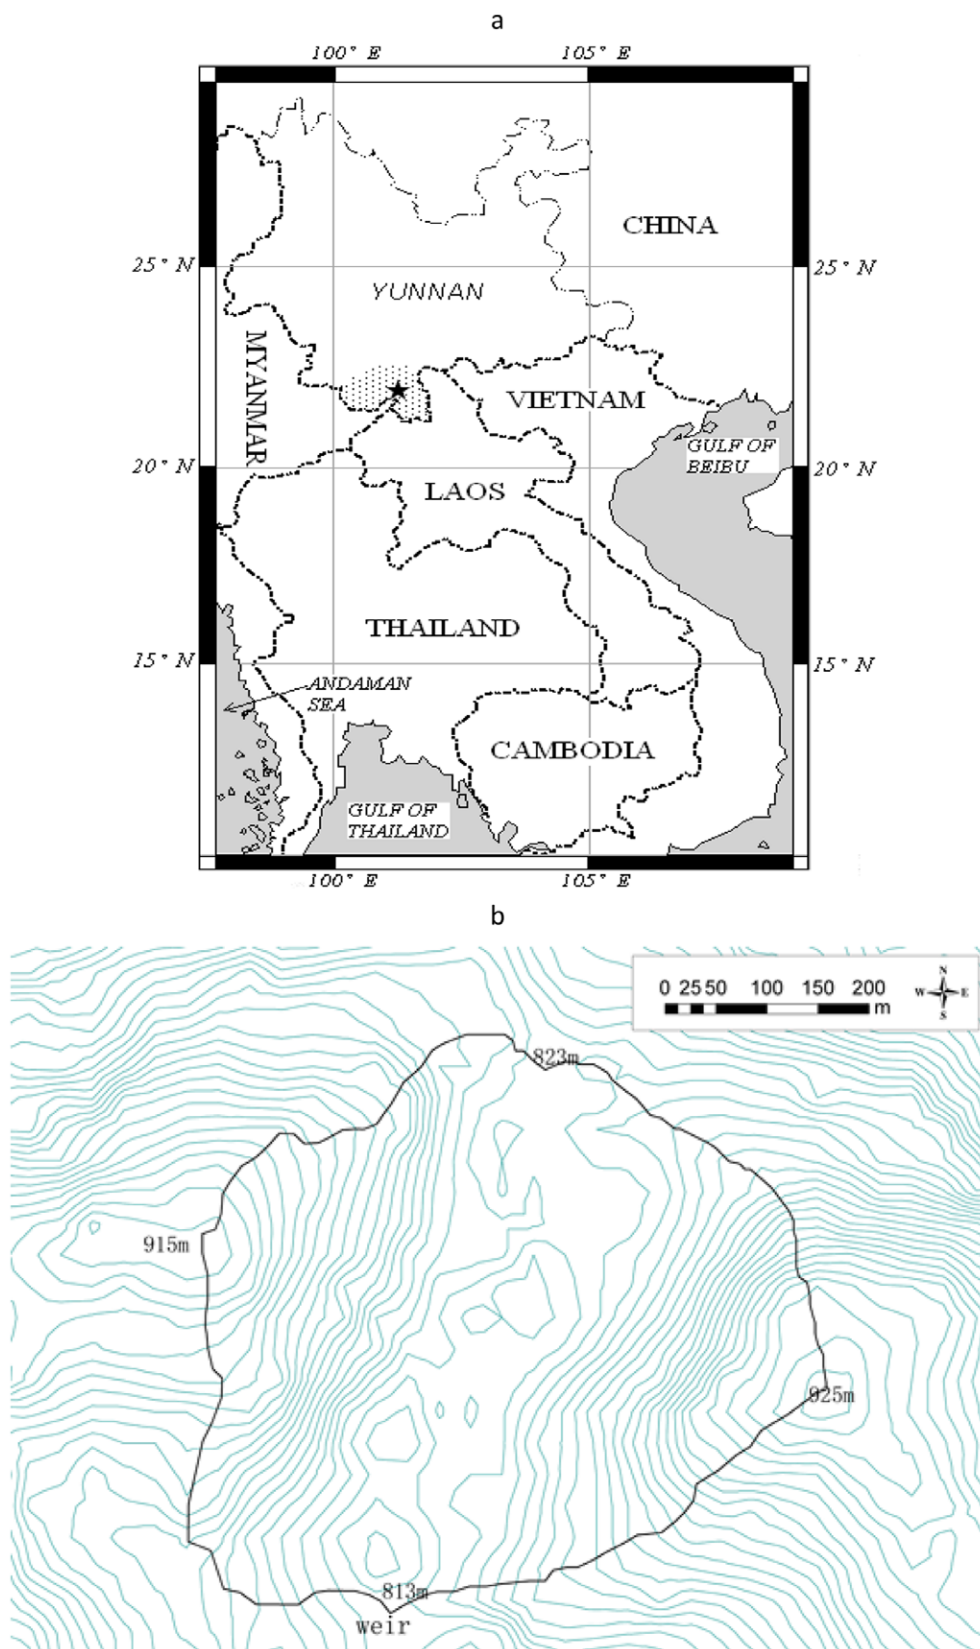 a
100° E 105° E
CHINA
25° N 25° N
YUNNAN
MYANMAR
VIETNAM
GULF OF
BEIBU
20° N 20° N
LAOS
THAILAND
15° N 15° N
ANDAMAN
SEA
CAMBODIA
GULF OF
THAILAND
100° E 105° E
b
N
0 25 50 100 150 200
W E
m
S
823m
915m
925m
813m
weir